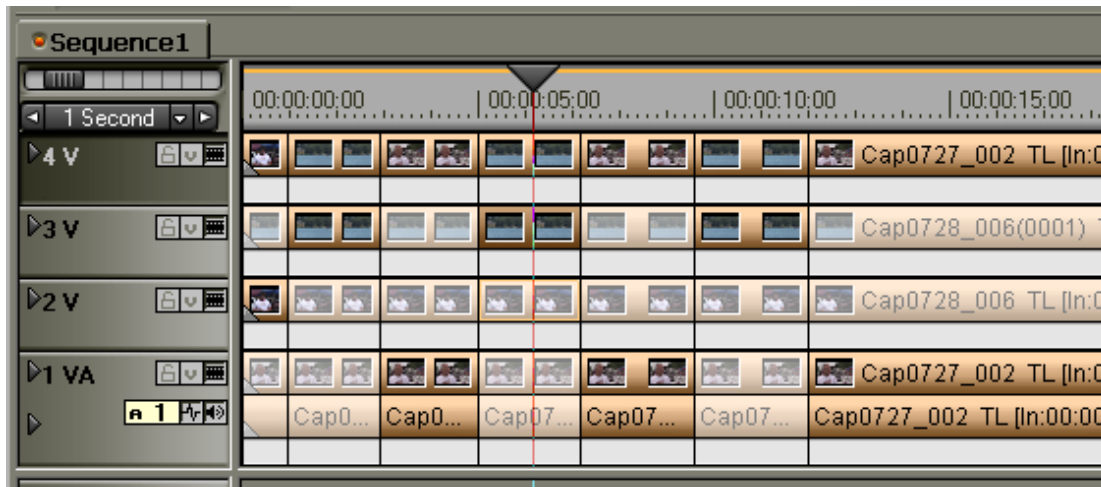 Sequence1
00:00:00;00 00:00:05:00 00:00:10:00 00:00:15:00
1 Second
4 V Cap0727_002 TL [In:0
3 V Cap0728_006(0001)
2 V Cap0728_006 TL [In:0
1 VA Cap0727_002 TL [In:0
A 1 Cap0... Cap0... Cap07... Cap07... Cap07... Cap0727_002 TL [In:00:00